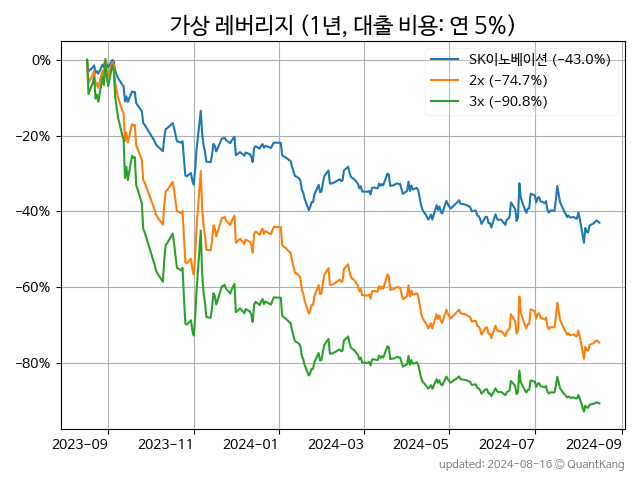 가상 레버리지 (1년, 대출 비용: 연 5%)
SK이노베이션 (−43.0%)
2x (−74.7%)
3x (−90.8%)
0%
−20%
−40%
−60%
−80%
2023-09 2023-11 2024-01 2024-03 2024-05 2024-07 2024-09
updated: 2024-08-16 © QuantKang